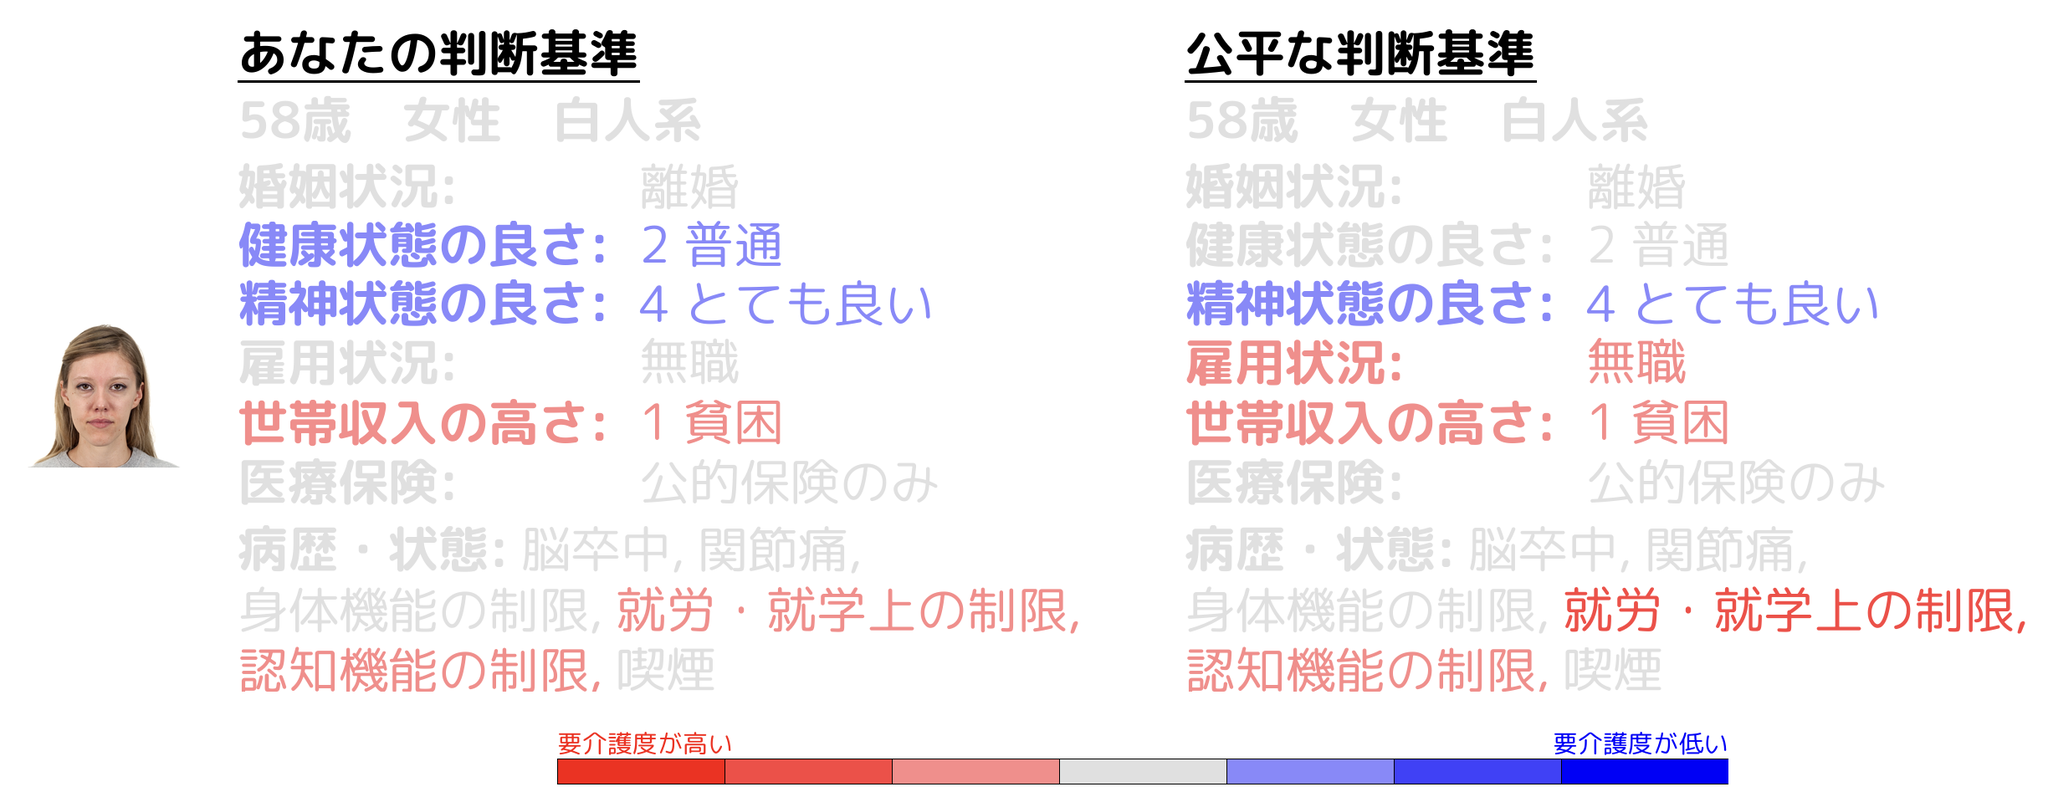 あなたの判断基準
58歳　女性　白人系
婚姻状況: 離婚
健康状態の良さ: 2 普通
精神状態の良さ: 4 とても良い
雇用状況: 無職
世帯収入の高さ: 1 貧困
医療保険: 公的保険のみ
病歴・状態: 脳卒中, 関節痛,
身体機能の制限, 就労・就学上の制限,
認知機能の制限, 喫煙
公平な判断基準
58歳　女性　白人系
婚姻状況: 離婚
健康状態の良さ: 2 普通
精神状態の良さ: 4 とても良い
雇用状況: 無職
世帯収入の高さ: 1 貧困
医療保険: 公的保険のみ
病歴・状態: 脳卒中, 関節痛,
身体機能の制限, 就労・就学上の制限,
認知機能の制限, 喫煙
要介護度が高い
要介護度が低い